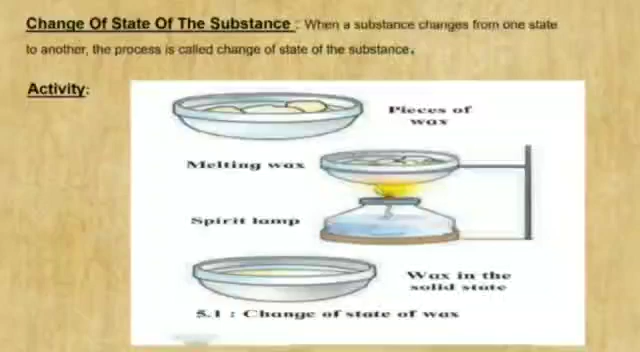 Change Of State Of The Substance : When a substance changes from one state
to another, the process is called change of state of the substance.
Activity:
Pieces of
wax
Melting wax
Spirit lamp
Wax in the
solid state
5.1 : Change of state of wax